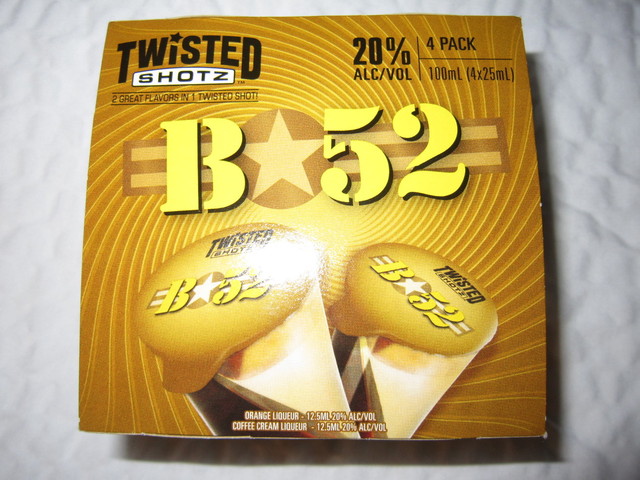 TWiSTED
SHOTZ™
2 GREAT FLAVORS IN 1 TWISTED SHOT!
20% ALC/VOL
4 PACK
100mL (4x25mL)
B 52
TWiSTED
SHOTZ
B 52
TWiSTED
SHOTZ
B 52
ORANGE LIQUEUR - 12.5ML 20% ALC/VOL
COFFEE CREAM LIQUEUR - 12.5ML 20% ALC/VOL